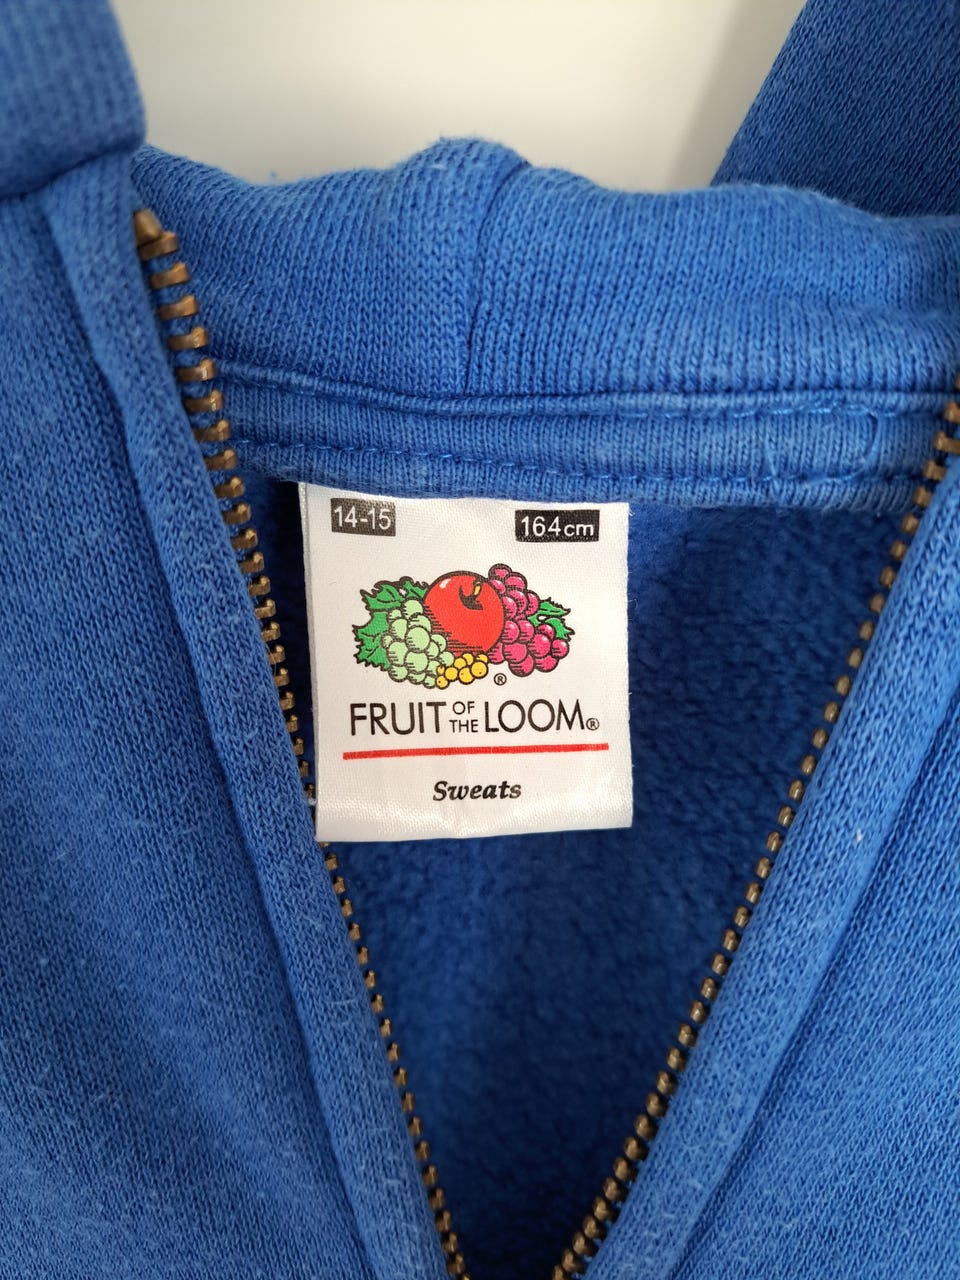 14-15 164cm
®
FRUIT OF THE LOOM®
Sweats